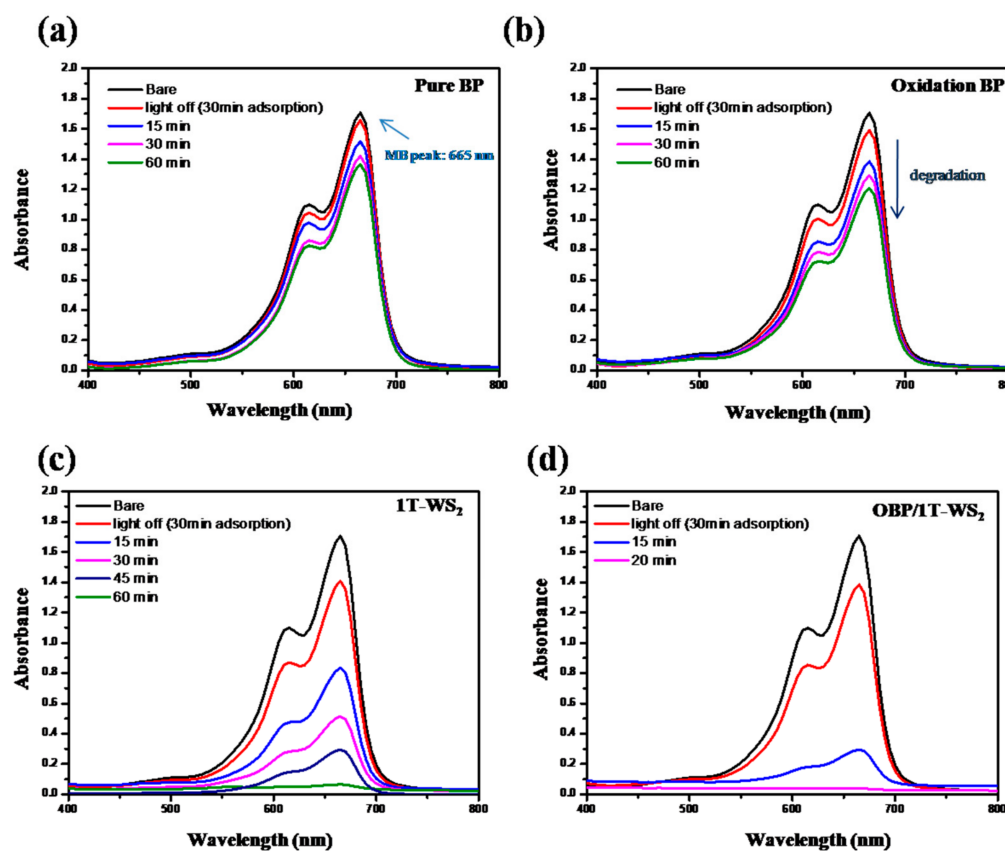 (a)
Pure BP
Bare
light off (30min adsorption)
15 min
30 min
60 min
MB peak: 665 nm
2.0
1.8
1.6
1.4
1.2
1.0
0.8
0.6
0.4
0.2
0.0
Absorbance
400 500 600 700 800
Wavelength (nm)
(b)
Oxidation BP
Bare
light off (30min adsorption)
15 min
30 min
60 min
degradation
2.0
1.8
1.6
1.4
1.2
1.0
0.8
0.6
0.4
0.2
0.0
Absorbance
400 500 600 700 800
Wavelength (nm)
(c)
1T-WS₂
Bare
light off (30min adsorption)
15 min
30 min
45 min
60 min
2.0
1.8
1.6
1.4
1.2
1.0
0.8
0.6
0.4
0.2
0.0
Absorbance
400 500 600 700 800
Wavelength (nm)
(d)
OBP/1T-WS₂
Bare
light off (30min adsorption)
15 min
20 min
2.0
1.8
1.6
1.4
1.2
1.0
0.8
0.6
0.4
0.2
0.0
Absorbance
400 500 600 700 800
Wavelength (nm)